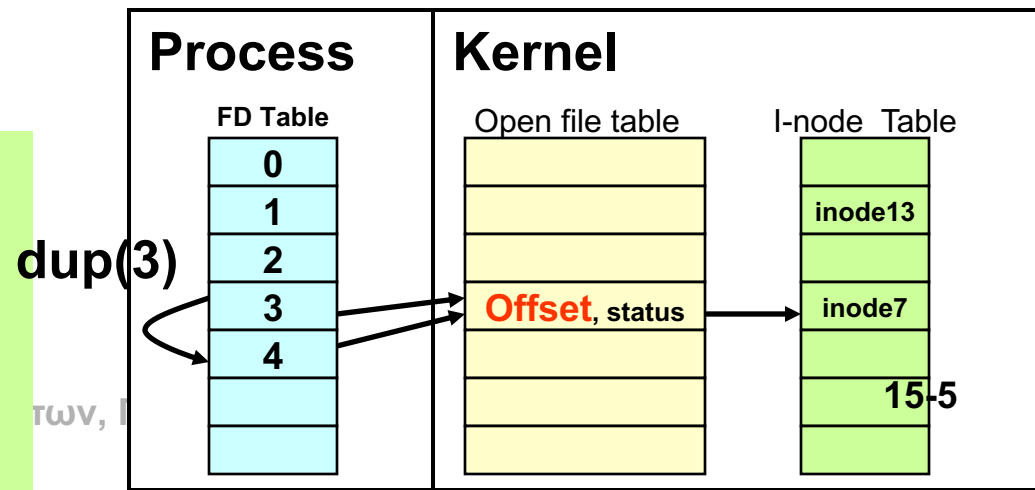 Process
Kernel
FD Table
Open file table
I-node Table
0
1
inode13
dup(3)
2
3
Offset, status
inode7
4
15-5
των,